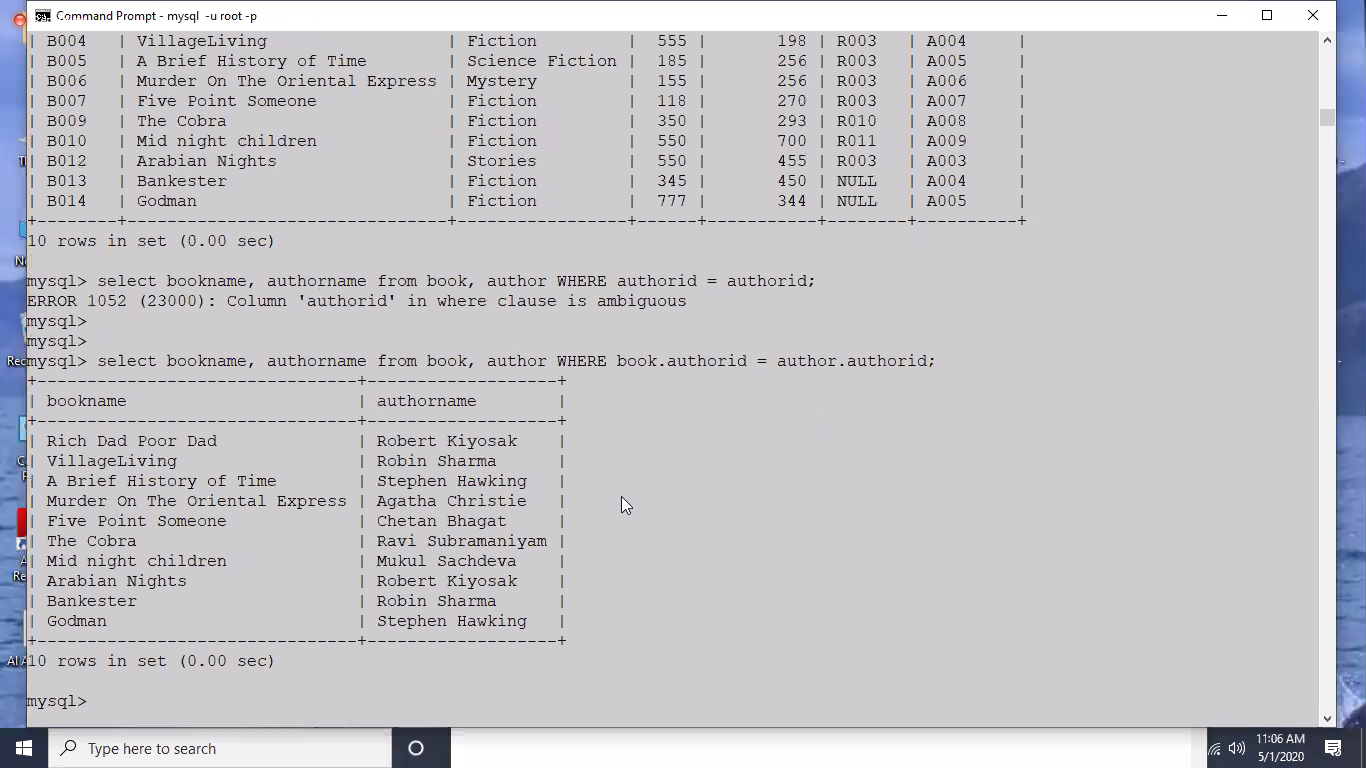 Command Prompt - mysql -u root -p
| B004 | VillageLiving | Fiction | 555 | 198 | R003 | A004 |
| B005 | A Brief History of Time | Science Fiction | 185 | 256 | R003 | A005 |
| B006 | Murder On The Oriental Express | Mystery | 155 | 256 | R003 | A006 |
| B007 | Five Point Someone | Fiction | 118 | 270 | R003 | A007 |
| B009 | The Cobra | Fiction | 350 | 293 | R010 | A008 |
| B010 | Mid night children | Fiction | 550 | 700 | R011 | A009 |
| B012 | Arabian Nights | Stories | 550 | 455 | R003 | A003 |
| B013 | Bankester | Fiction | 345 | 450 | NULL | A004 |
| B014 | Godman | Fiction | 777 | 344 | NULL | A005 |
+--------+--------------------------------+-----------------+------+-----------+--------+----------+
10 rows in set (0.00 sec)
mysql> select bookname, authorname from book, author WHERE authorid = authorid;
ERROR 1052 (23000): Column 'authorid' in where clause is ambiguous
mysql>
mysql>
mysql> select bookname, authorname from book, author WHERE book.authorid = author.authorid;
+--------------------------------+-------------------+
| bookname | authorname |
+--------------------------------+-------------------+
| Rich Dad Poor Dad | Robert Kiyosak |
| VillageLiving | Robin Sharma |
| A Brief History of Time | Stephen Hawking |
| Murder On The Oriental Express | Agatha Christie |
| Five Point Someone | Chetan Bhagat |
| The Cobra | Ravi Subramaniyam |
| Mid night children | Mukul Sachdeva |
| Arabian Nights | Robert Kiyosak |
| Bankester | Robin Sharma |
| Godman | Stephen Hawking |
+--------------------------------+-------------------+
10 rows in set (0.00 sec)
mysql>
Type here to search
11:06 AM
5/1/2020